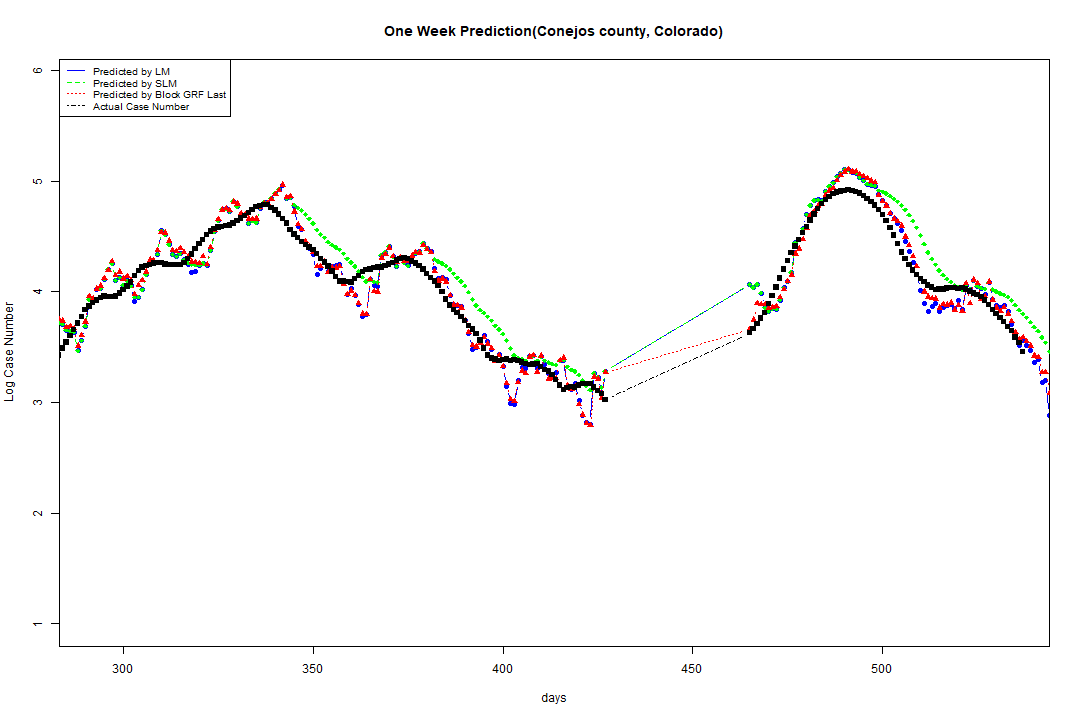 One Week Prediction(Conejos county, Colorado)
Predicted by LM
Predicted by SLM
Predicted by Block GRF Last
Actual Case Number
6
5
4
3
2
1
Log Case Number
300 350 400 450 500
days